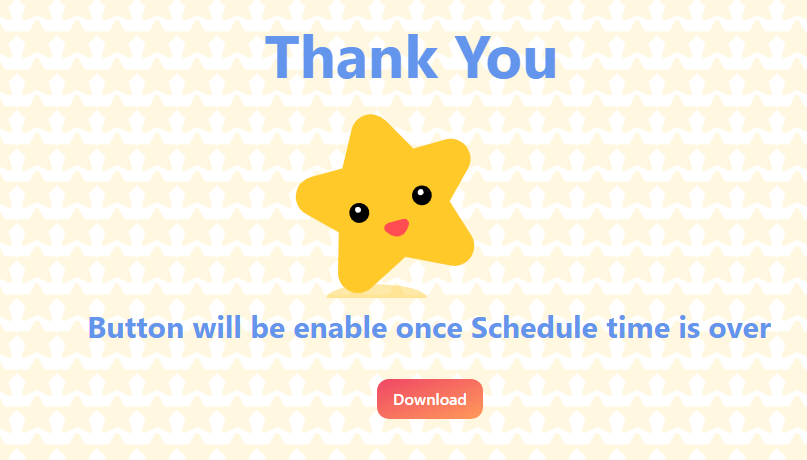 Thank You
Button will be enable once Schedule time is over
Download